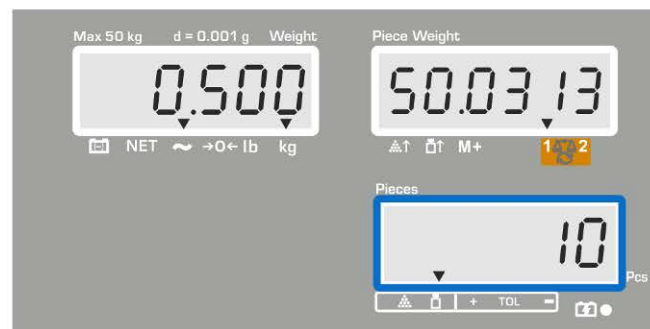 Max 50 kg d = 0.001 g Weight
Piece Weight
0.500
50.0313
NET →0← lb kg
M+ 1 2
Pieces
10
Pcs
+ TOL -